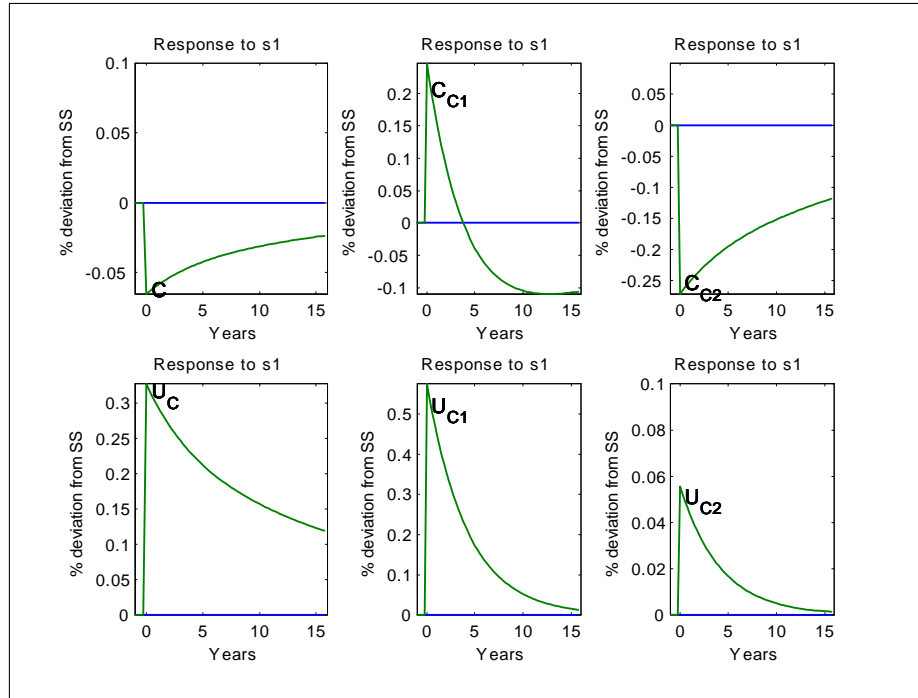 Response to s1
% deviation from SS
0.1
0.05
0
-0.05
C
0 5 10 15
Years
Response to s1
% deviation from SS
0.2
0.15
0.1
0.05
0
-0.05
-0.1
C_C1
0 5 10 15
Years
Response to s1
% deviation from SS
0.05
0
-0.1
-0.1
-0.15
-0.2
-0.25
C_C2
0 5 10 15
Years
Response to s1
% deviation from SS
0.3
0.25
0.2
0.15
0.1
0.05
0
U_C
0 5 10 15
Years
Response to s1
% deviation from SS
0.5
0.4
0.3
0.2
0.1
0
U_C1
0 5 10 15
Years
Response to s1
% deviation from SS
0.1
0.08
0.06
0.04
0.02
0
U_C2
0 5 10 15
Years